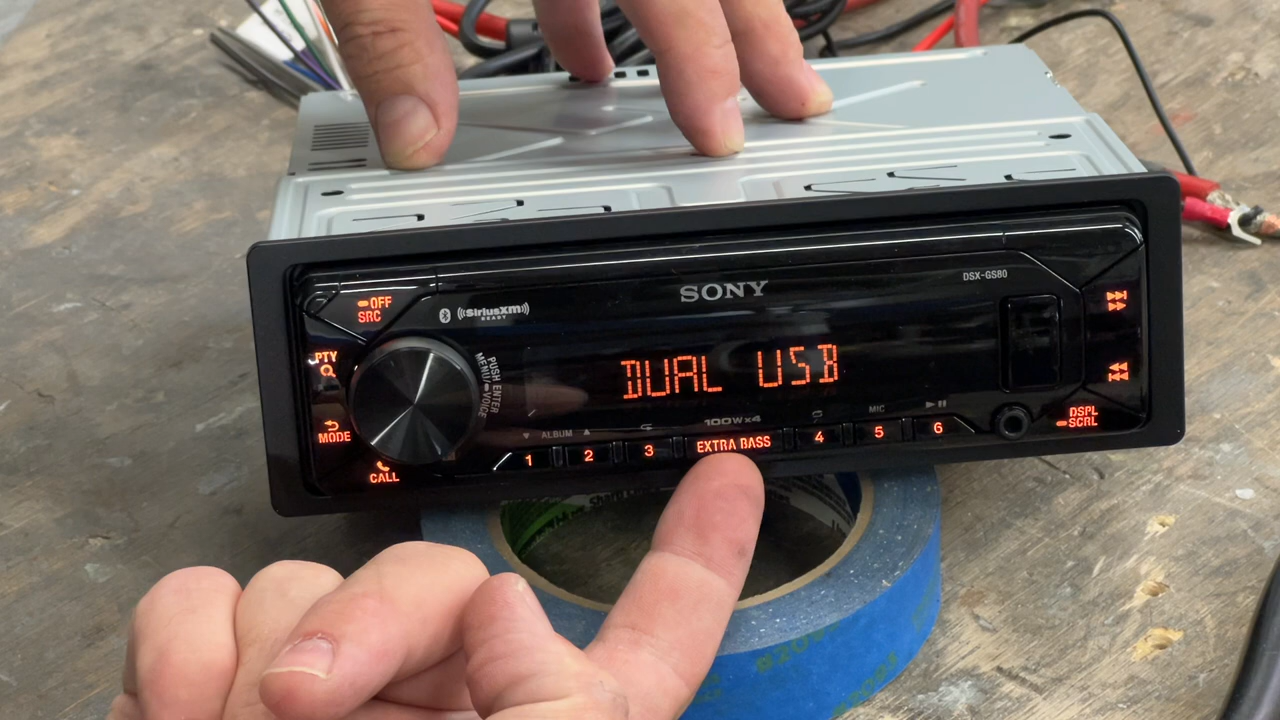 SONY
DSX-GS80
OFF
SRC
((SiriusXM))
READY
PTY
PUSH ENTER
MENU/VOICE
DUAL USB
MODE
CALL
ALBUM
100W×4
MIC
1
2
3
EXTRA BASS
4
5
6
DSPL
SCRL